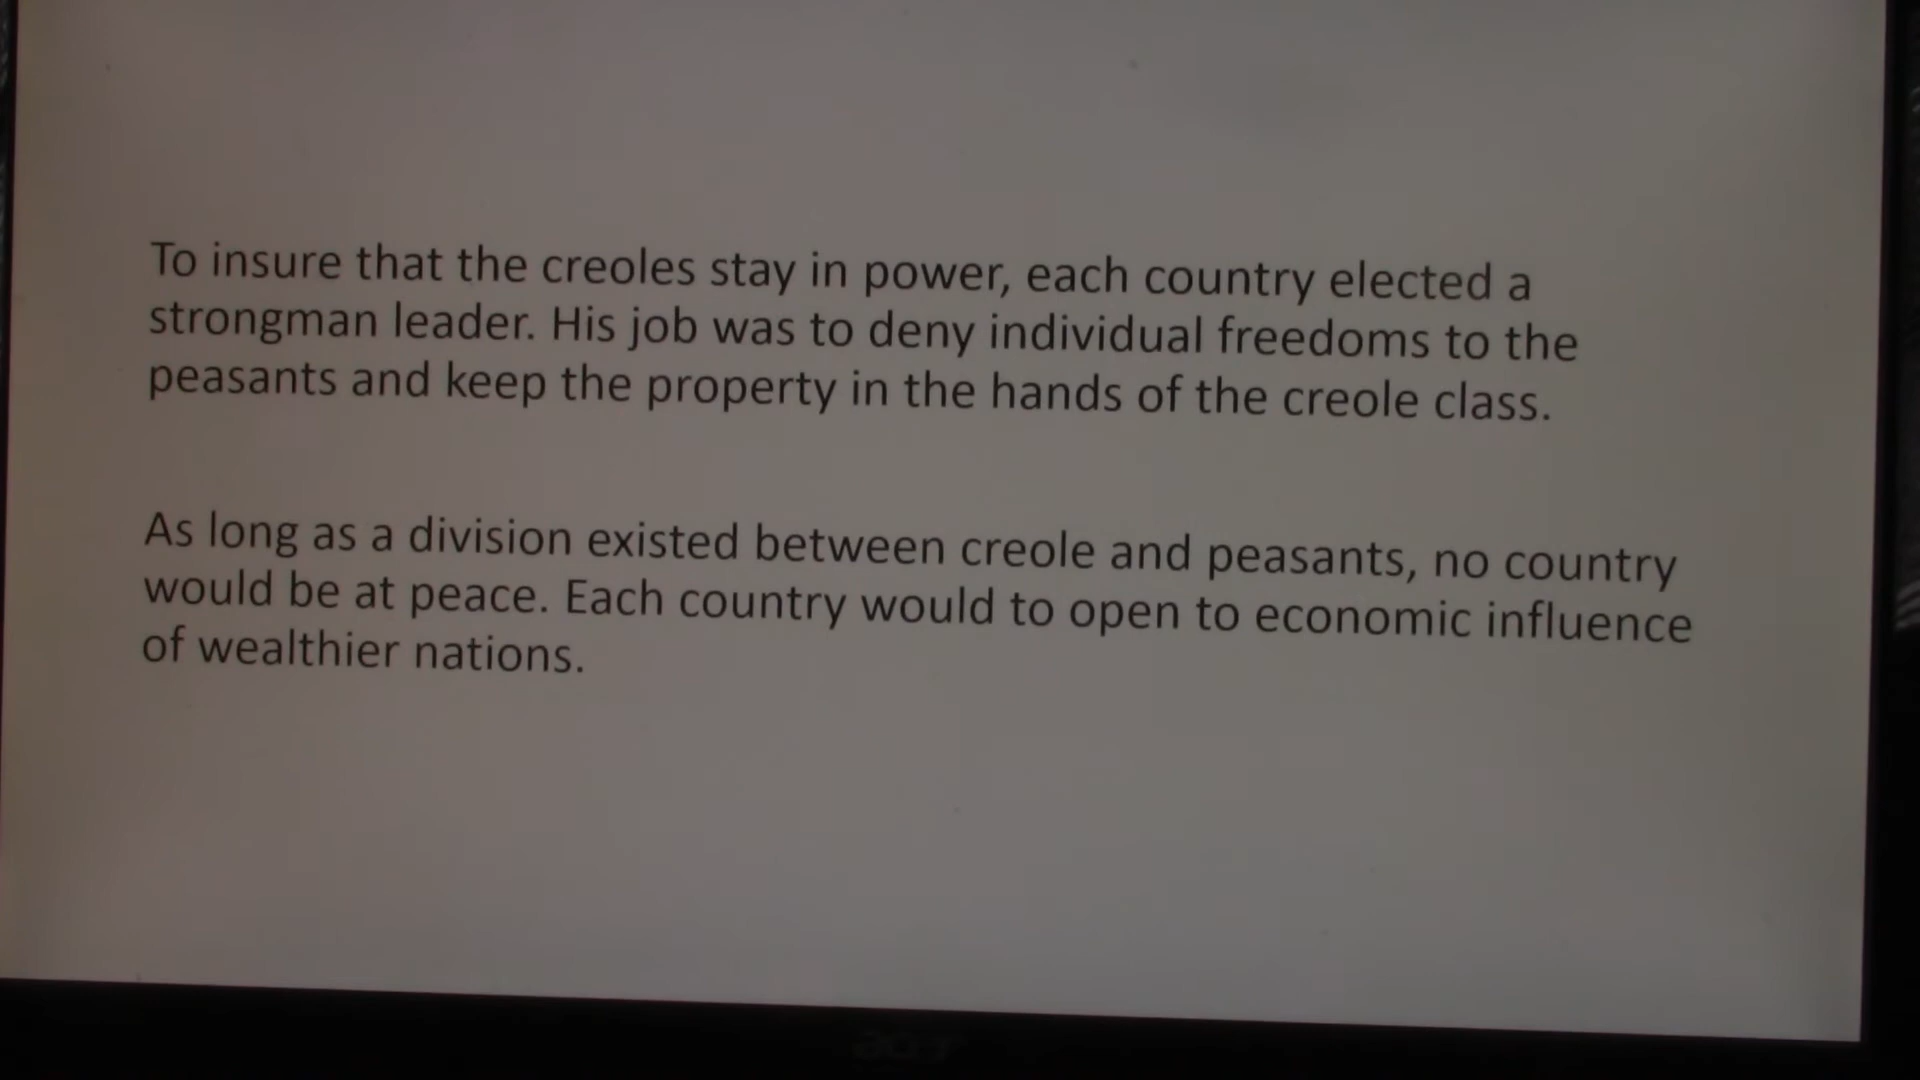 To insure that the creoles stay in power, each country elected a
strongman leader. His job was to deny individual freedoms to the
peasants and keep the property in the hands of the creole class.
As long as a division existed between creole and peasants, no country
would be at peace. Each country would to open to economic influence
of wealthier nations.
acer